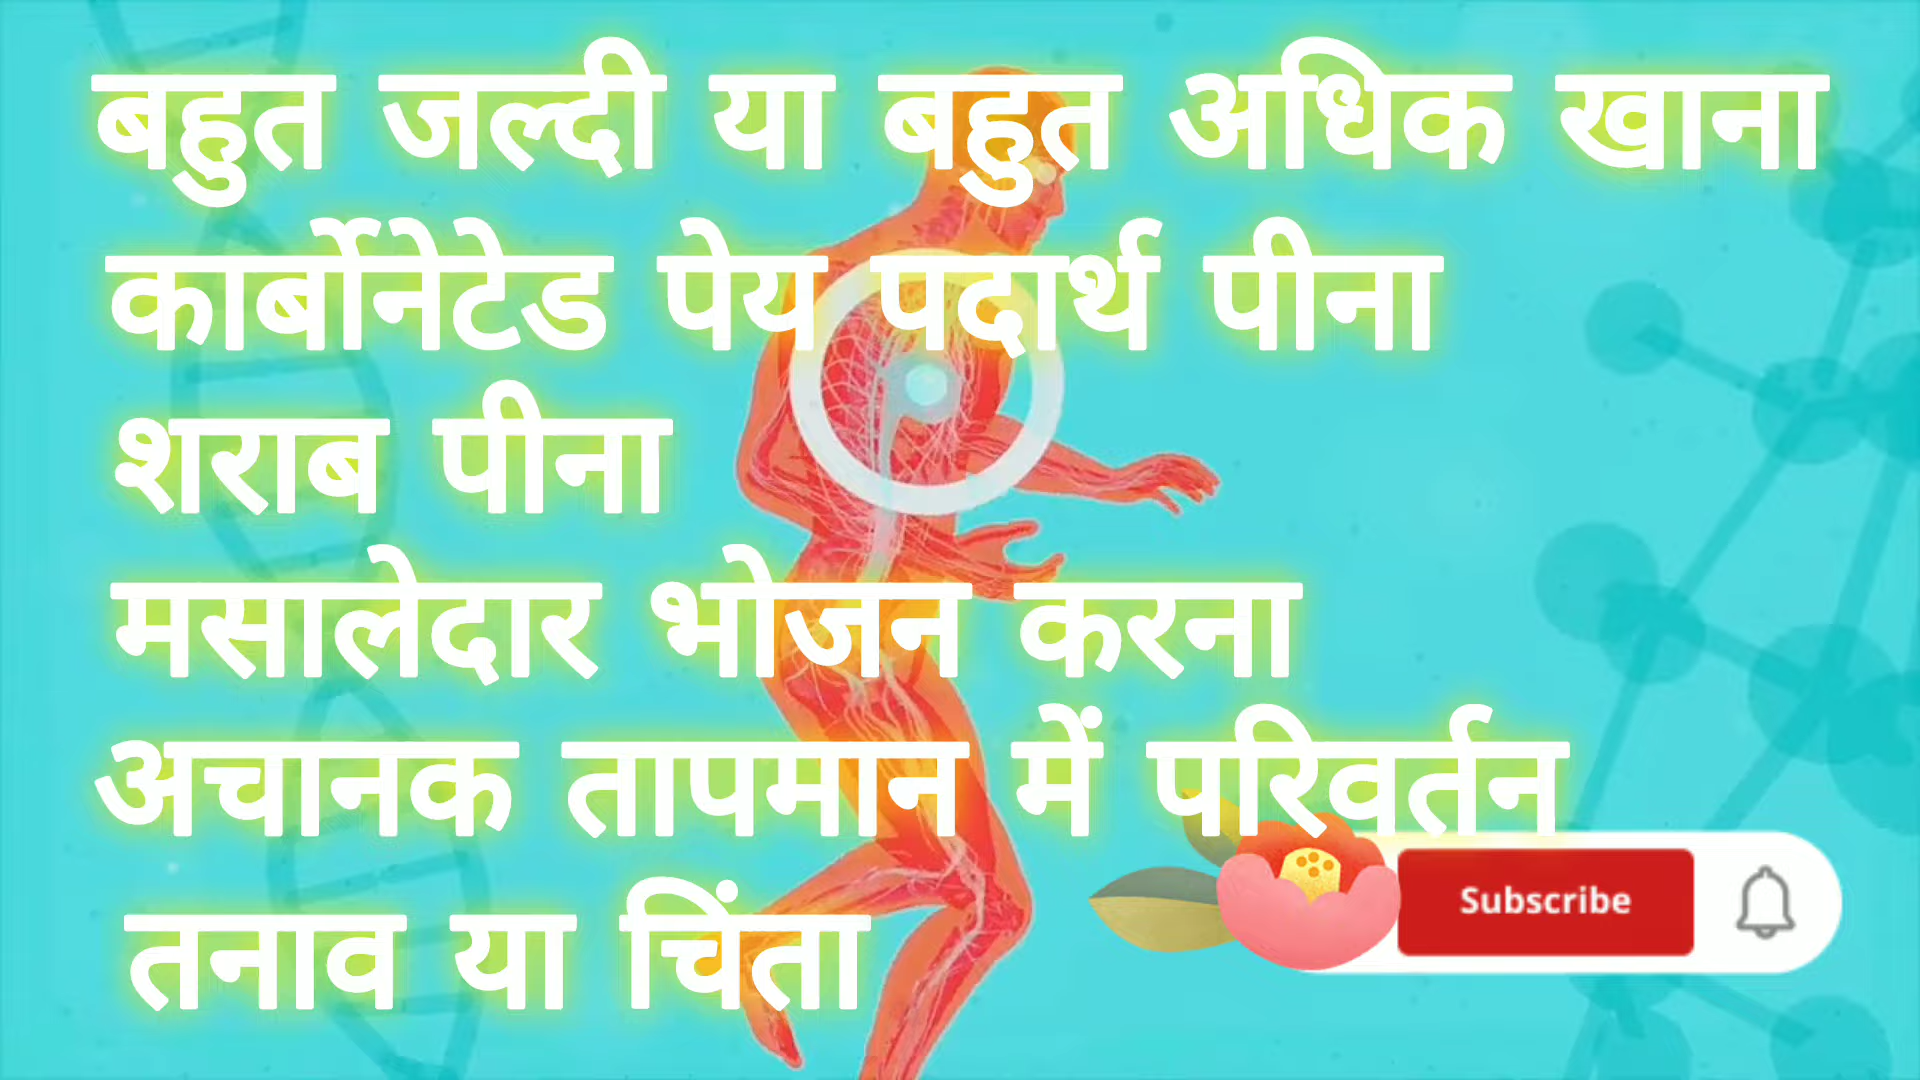 बहुत जल्दी या बहुत अधिक खाना
कार्बोनेटेड पेय पदार्थ पीना
शराब पीना
मसालेदार भोजन करना
अचानक तापमान में परिवर्तन
तनाव या चिंता
Subscribe